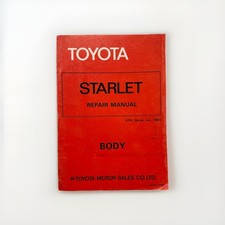 TOYOTA
STARLET
REPAIR MANUAL
BODY
TOYOTA MOTOR SALES CO.,LTD.